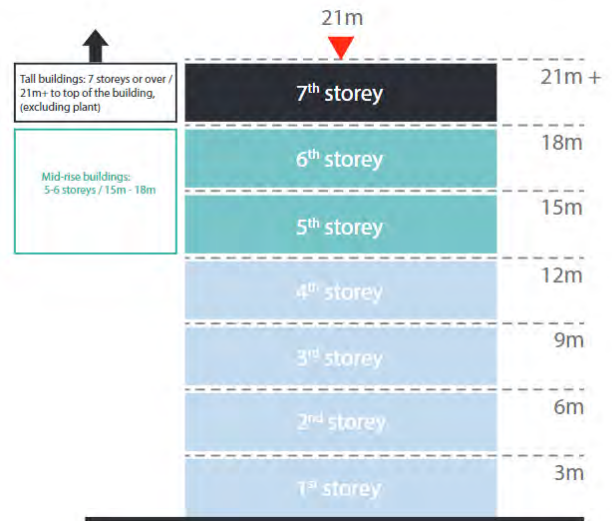 21m
Tall buildings: 7 storeys or over /
21m+ to top of the building,
(excluding plant)
7th storey
21m +
18m
Mid-rise buildings:
5-6 storeys / 15m - 18m
6th storey
15m
5th storey
12m
4th storey
9m
3rd storey
6m
2nd storey
3m
1st storey